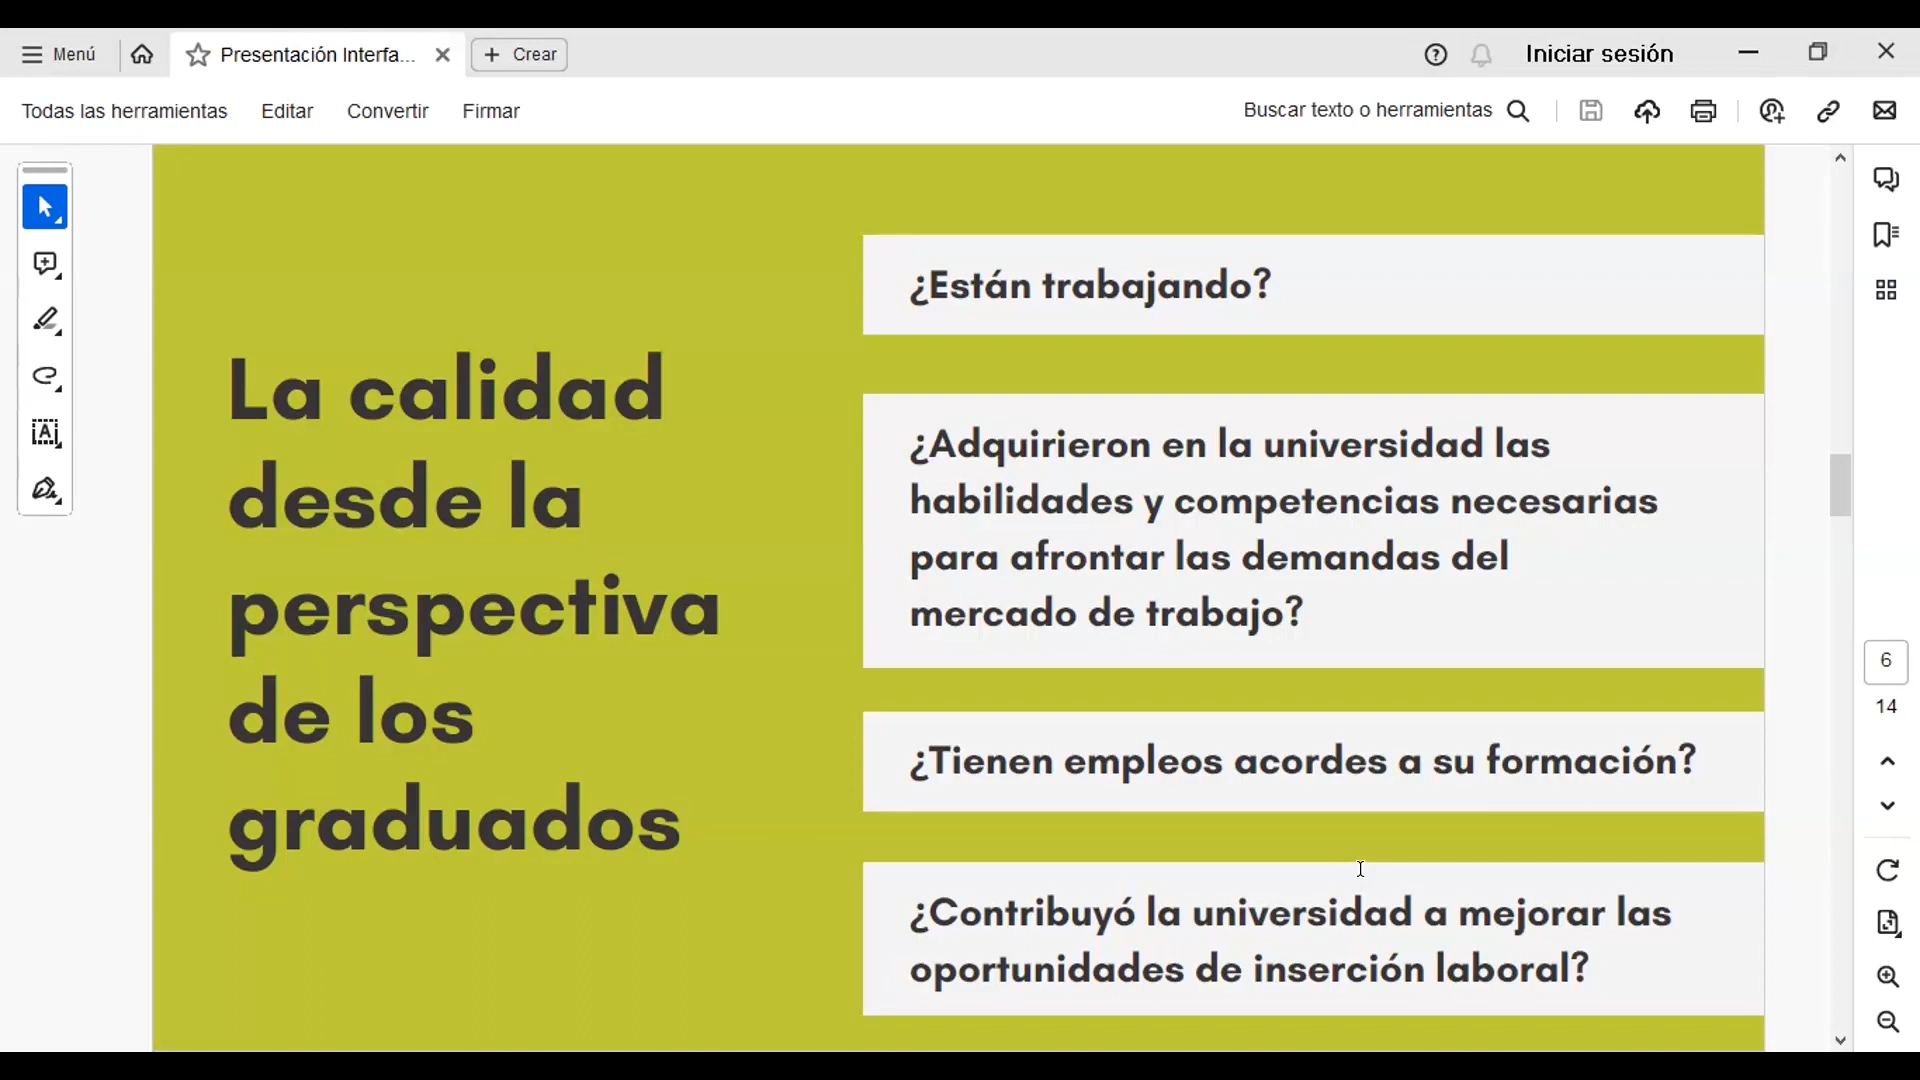 Menú
Presentación Interfa...
Crear
Iniciar sesión
Todas las herramientas
Editar
Convertir
Firmar
Buscar texto o herramientas
La calidad
desde la
perspectiva
de los
graduados
¿Están trabajando?
¿Adquirieron en la universidad las
habilidades y competencias necesarias
para afrontar las demandas del
mercado de trabajo?
¿Tienen empleos acordes a su formación?
¿Contribuyó la universidad a mejorar las
oportunidades de inserción laboral?
6
14